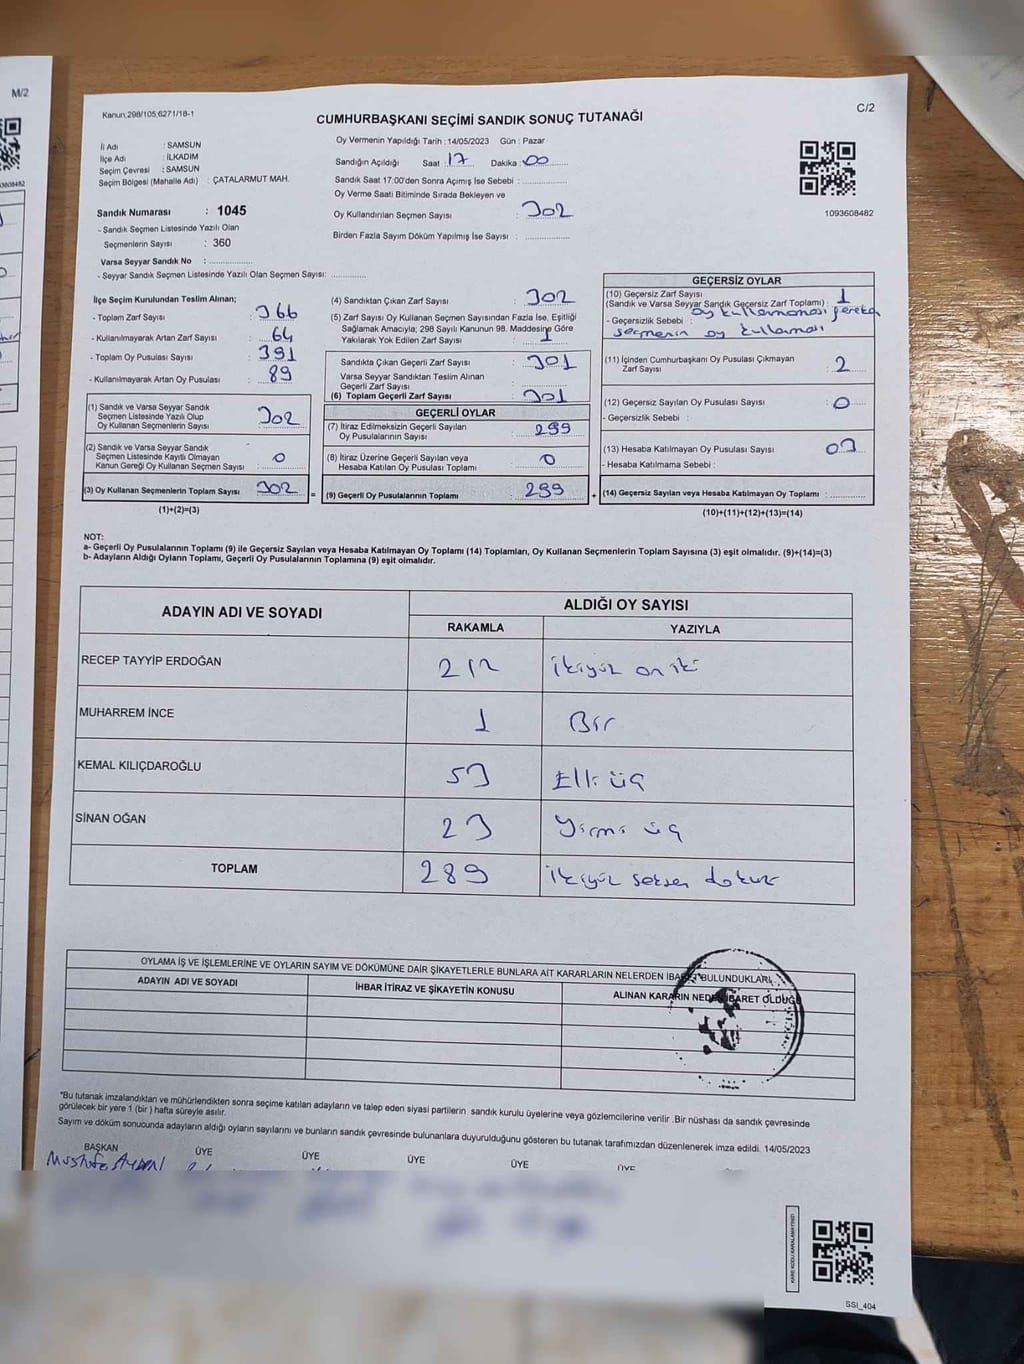 M/2
Kanun;298/105,6271/18-1
C/2
CUMHURBAŞKANI SEÇİMİ SANDIK SONUÇ TUTANAĞI
İl Adı : SAMSUN
İlçe Adı : İLKADIM
Seçim Çevresi : SAMSUN
Seçim Bölgesi (Mahalle Adı) : ÇATALARMUT MAH.
Sandık Numarası : 1045
- Sandık Seçmen Listesinde Yazılı Olan
Seçmenlerin Sayısı : 360
Varsa Seyyar Sandık No :
- Seyyar Sandık Seçmen Listesinde Yazılı Olan Seçmen Sayısı:
Oy Vermenin Yapıldığı Tarih : 14/05/2023 Gün : Pazar
Sandığın Açıldığı Saat : 17 Dakika : 00
Sandık Saat 17:00'den Sonra Açımış İse Sebebi :
Oy Verme Saati Bitiminde Sırada Bekleyen ve
Oy Kullandırılan Seçmen Sayısı : 302
Birden Fazla Sayım Döküm Yapılmış İse Sayısı :
1093608482
İlçe Seçim Kurulundan Teslim Alınan;
- Toplam Zarf Sayısı : 366
- Kullanılmayarak Artan Zarf Sayısı : 64
- Toplam Oy Pusulası Sayısı : 391
- Kullanılmayarak Artan Oy Pusulası : 89
(1) Sandık ve Varsa Seyyar Sandık
Seçmen Listesinde Yazılı Olup
Oy Kullanan Seçmenlerin Sayısı : 302
(2) Sandık ve Varsa Seyyar Sandık
Seçmen Listesinde Kayıtlı Olmayan
Kanun Gereği Oy Kullanan Seçmen Sayısı : 0
(3) Oy Kullanan Seçmenlerin Toplam Sayısı : 302
(1)+(2)=(3)
=
(4) Sandıktan Çıkan Zarf Sayısı : 302
(5) Zarf Sayısı Oy Kullanan Seçmen Sayısından Fazla İse, Eşitliği
Sağlamak Amacıyla; 298 Sayılı Kanunun 98. Maddesine Göre
Yakılarak Yok Edilen Zarf Sayısı : 1
Sandıkta Çıkan Geçerli Zarf Sayısı : 301
Varsa Seyyar Sandıktan Teslim Alınan
Geçerli Zarf Sayısı
(6) Toplam Geçerli Zarf Sayısı : 301
GEÇERLİ OYLAR
(7) İtiraz Edilmeksizin Geçerli Sayılan
Oy Pusulalarının Sayısı : 299
(8) İtiraz Üzerine Geçerli Sayılan veya
Hesaba Katılan Oy Pusulası Toplamı : 0
(9) Geçerli Oy Pusulalarının Toplamı : 299
+
GEÇERSİZ OYLAR
(10) Geçersiz Zarf Sayısı
(Sandık ve Varsa Seyyar Sandık Geçersiz Zarf Toplamı) : 1
- Geçersizlik Sebebi : oy kullanmaması gereken
seçmenin oy kullaması
(11) İçinden Cumhurbaşkanı Oy Pusulası Çıkmayan
Zarf Sayısı : 2
(12) Geçersiz Sayılan Oy Pusulası Sayısı : 0
- Geçersizlik Sebebi :
(13) Hesaba Katılmayan Oy Pusulası Sayısı : 03
- Hesaba Katılmama Sebebi :
(14) Geçersiz Sayılan veya Hesaba Katılmayan Oy Toplamı :
(10)+(11)+(12)+(13)=(14)
NOT:
a- Geçerli Oy Pusulalarının Toplamı (9) ile Geçersiz Sayılan veya Hesaba Katılmayan Oy Toplamı (14) Toplamları, Oy Kullanan Seçmenlerin Toplam Sayısına (3) eşit olmalıdır. (9)+(14)=(3)
b- Adayların Aldığı Oyların Toplamı, Geçerli Oy Pusulalarının Toplamına (9) eşit olmalıdır.
ADAYIN ADI VE SOYADI
ALDIĞI OY SAYISI
RAKAMLA YAZIYLA
RECEP TAYYİP ERDOĞAN 212 ikiyüz on iki
MUHARREM İNCE 1 Bir
KEMAL KILIÇDAROĞLU 53 Elli üç
SİNAN OĞAN 23 Yirmi üç
TOPLAM 289 ikiyüz seksen dokuz
OYLAMA İŞ VE İŞLEMLERİNE VE OYLARIN SAYIM VE DÖKÜMÜNE DAİR ŞİKAYETLERLE BUNLARA AİT KARARLARIN NELERDEN İBARET BULUNDUKLARI
ADAYIN ADI VE SOYADI İHBAR İTİRAZ VE ŞİKAYETİN KONUSU ALINAN KARARIN NEDEN İBARET OLDUĞU
*Bu tutanak imzalandıktan ve mühürlendikten sonra seçime katılan adayların ve talep eden siyasi partilerin sandık kurulu üyelerine veya gözlemcilerine verilir .Bir nüshası da sandık çevresinde
görülecek bir yere 1 (bir ) hafta süreyle asılır.
Sayım ve döküm sonucunda adayların aldığı oyların sayılarını ve bunların sandık çevresinde bulunanlara duyurulduğunu gösteren bu tutanak tarafımızdan düzenlenerek imza edildi. 14/05/2023
BAŞKAN ÜYE ÜYE ÜYE ÜYE ÜYE
Mustafa
SSI_404